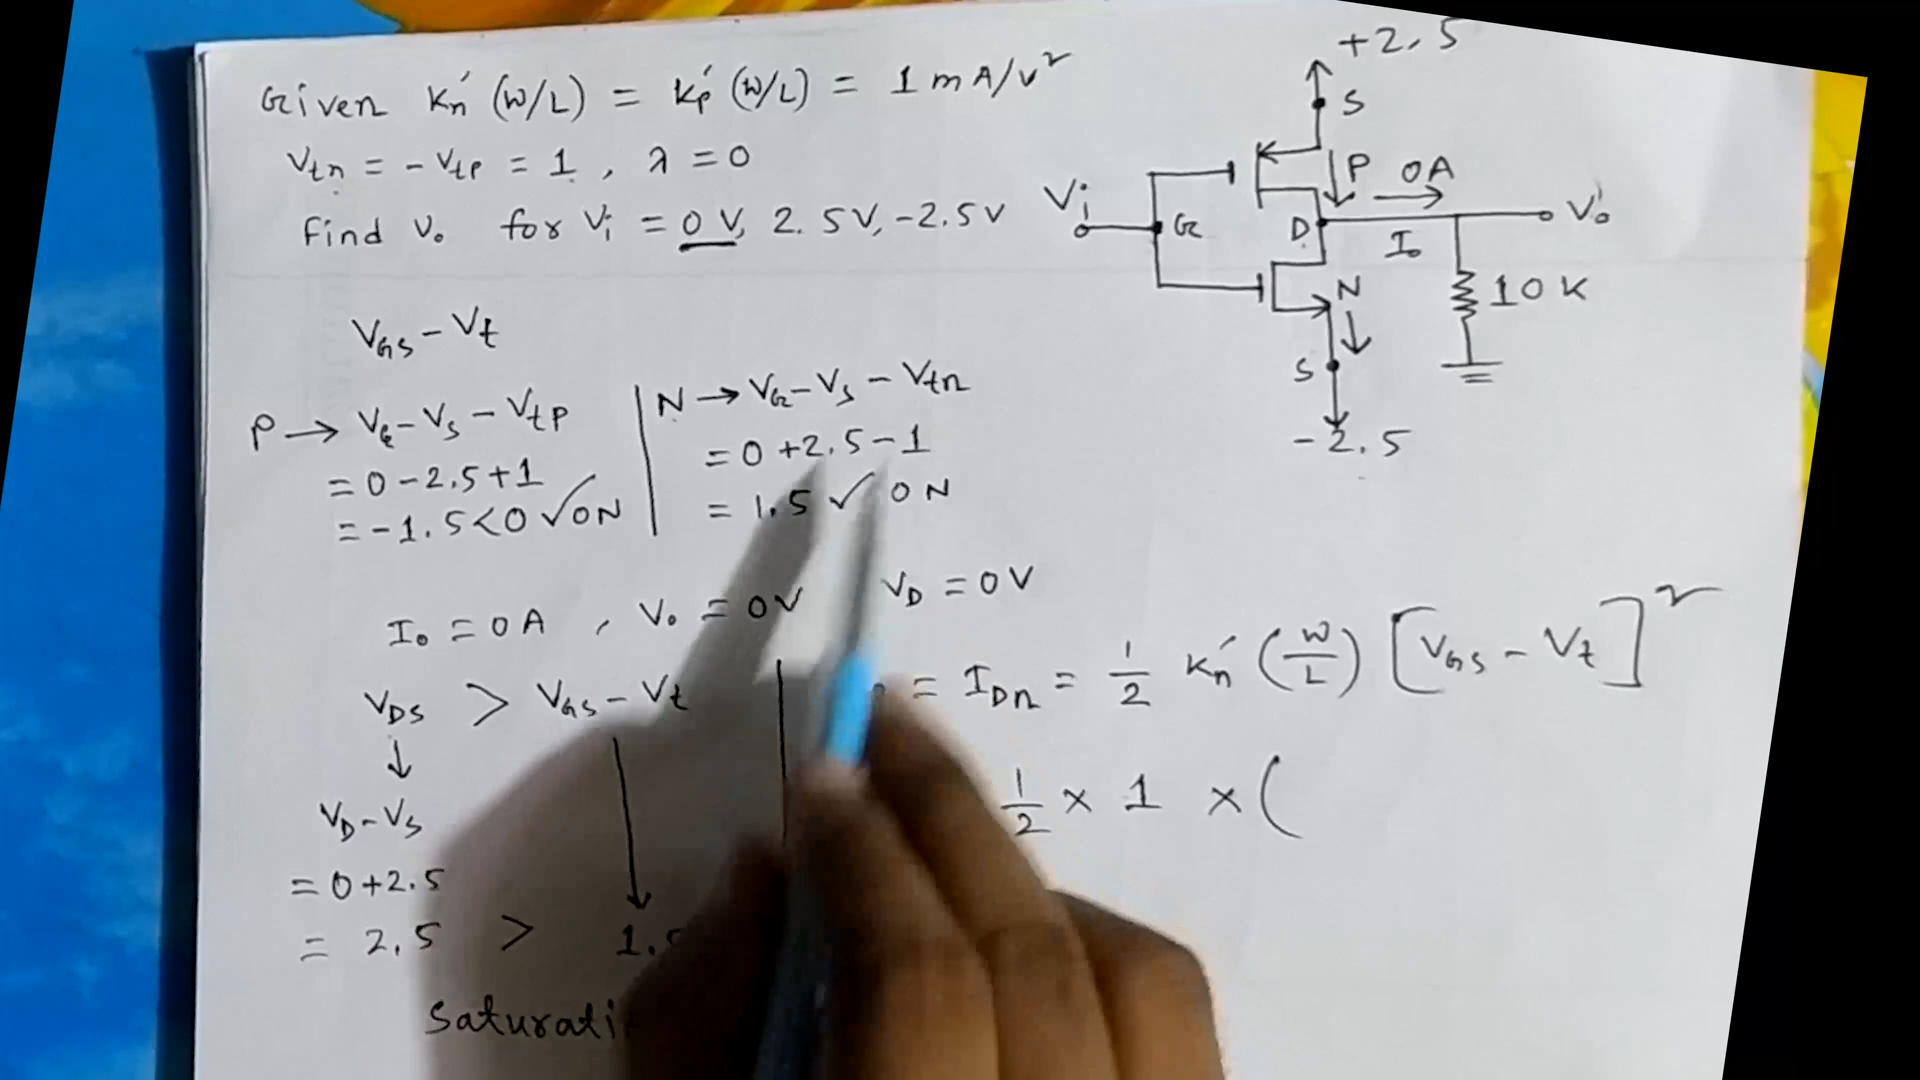 Given Kn′ (W/L) = Kp′ (W/L) = 1 mA/v²
Vtn = - Vtp = 1 , λ = 0
Find Vo for Vi = 0 V, 2.5V, -2.5V
+2.5
S
P
0A
Vi
G
D
Io
Vo
N
10 K
S
-2.5
VGS - Vt
P → VG - VS - Vtp
= 0 - 2.5 + 1
= - 1.5 < 0 ✓ ON
N → VG - VS - Vtn
= 0 + 2.5 - 1
= 1.5 ✓ ON
Io = 0 A , Vo = 0V VD = 0V
VDS > VGS - Vt
↓
VD - VS
= 0 + 2.5
= 2.5 > 1.5
= IDn = 1/2 Kn′ (W/L) [VGS - Vt]²
1/2 × 1 × (